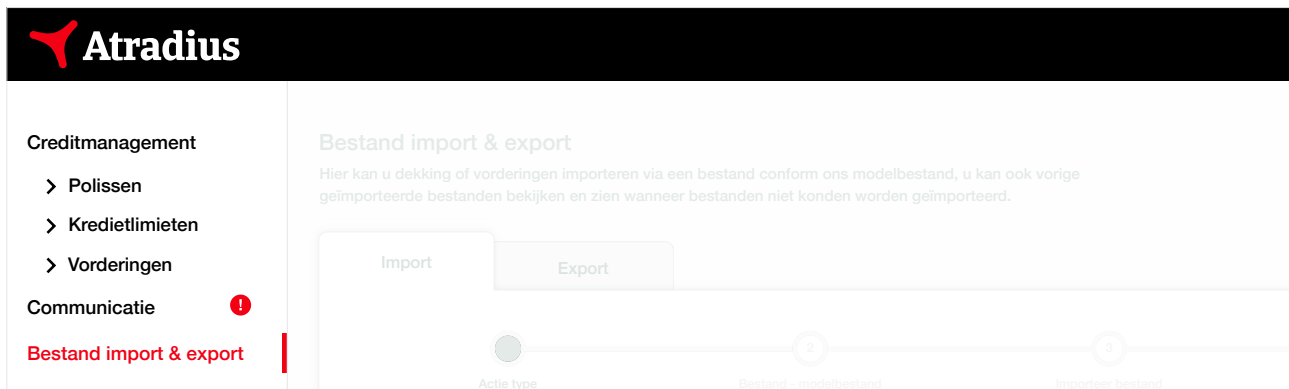 Atradius
Creditmanagement
Polissen
Kredietlimieten
Vorderingen
Communicatie !
Bestand import & export
Bestand import & export
Hier kan u dekking of vorderingen importeren via een bestand conform ons modelbestand, u kan ook vorige
geïmporteerde bestanden bekijken en zien wanneer bestanden niet konden worden geïmporteerd.
Import
Export
2
3
Actie type
Bestand - modelbestand
Importeer bestand